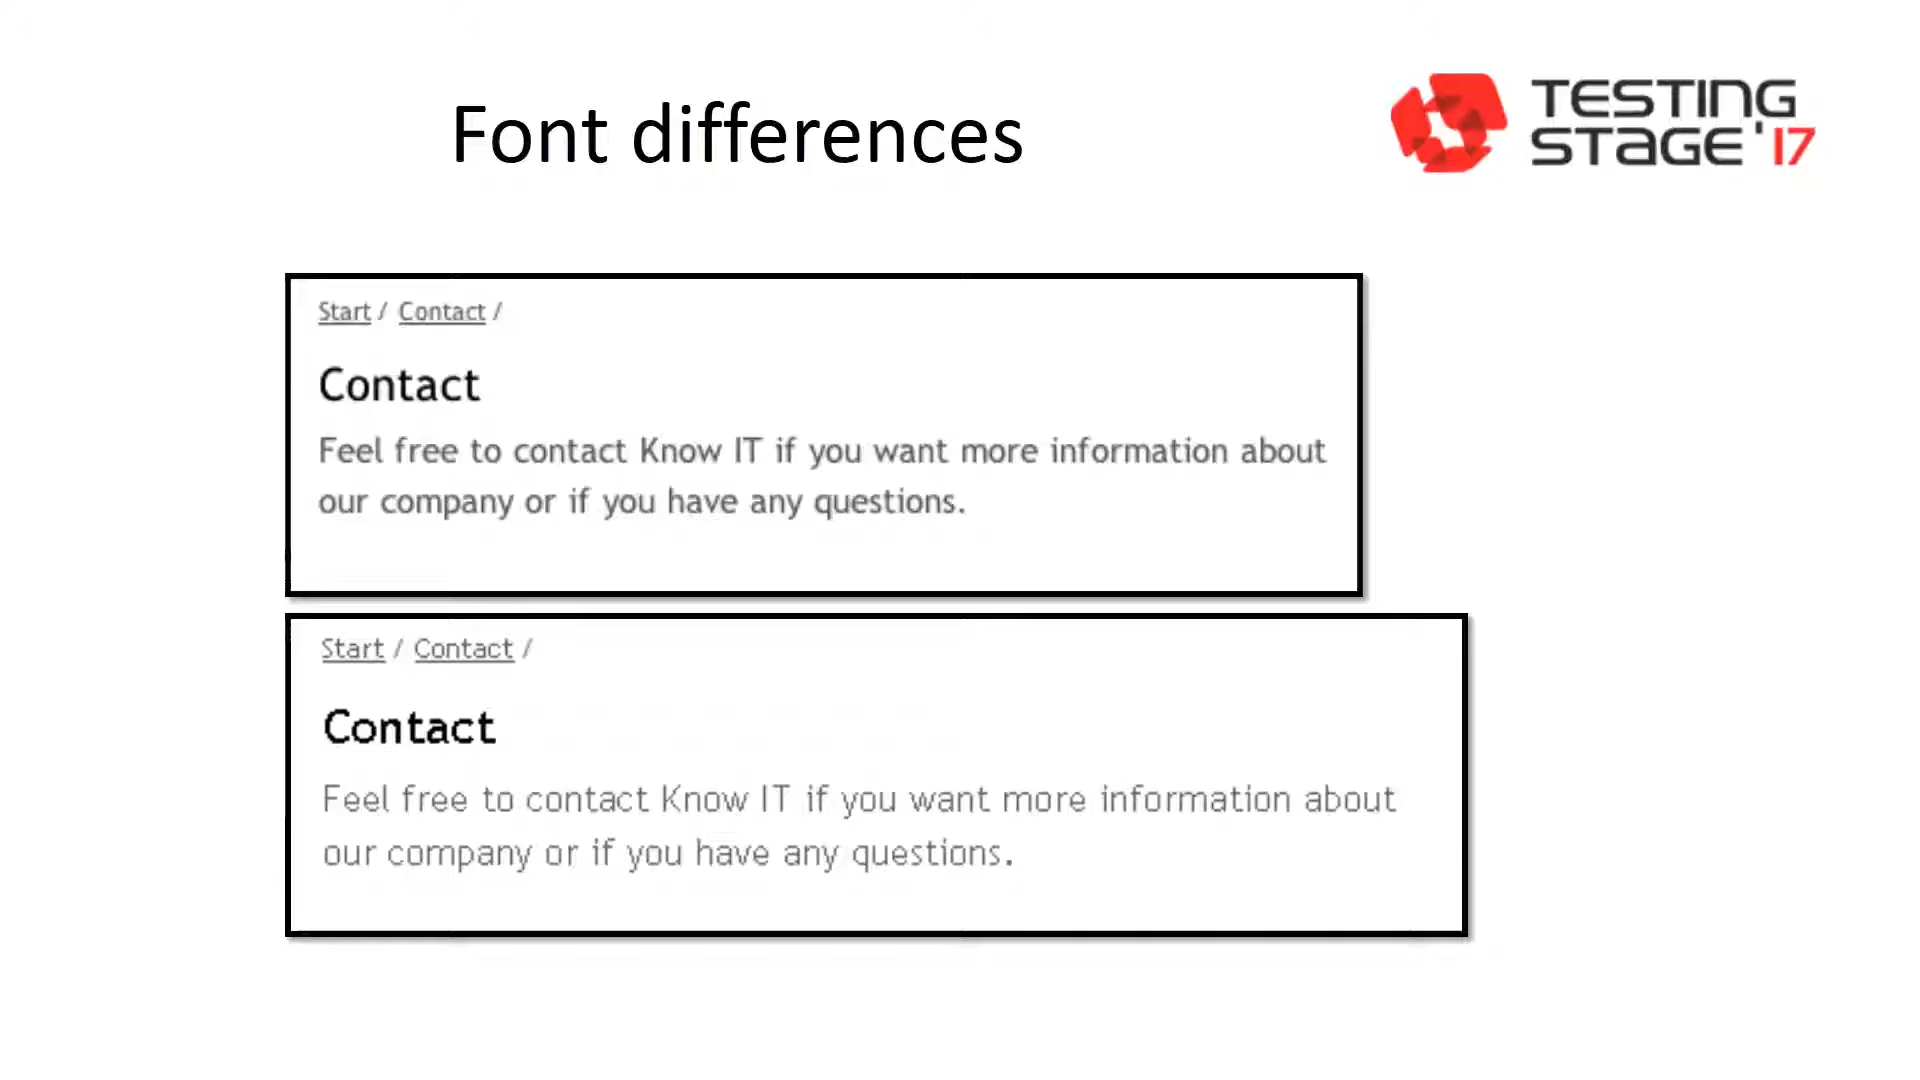 Font differences
TESTING
STAGE'17
Start / Contact /
Contact
Feel free to contact Know IT if you want more information about
our company or if you have any questions.
Start / Contact /
Contact
Feel free to contact Know IT if you want more information about
our company or if you have any questions.